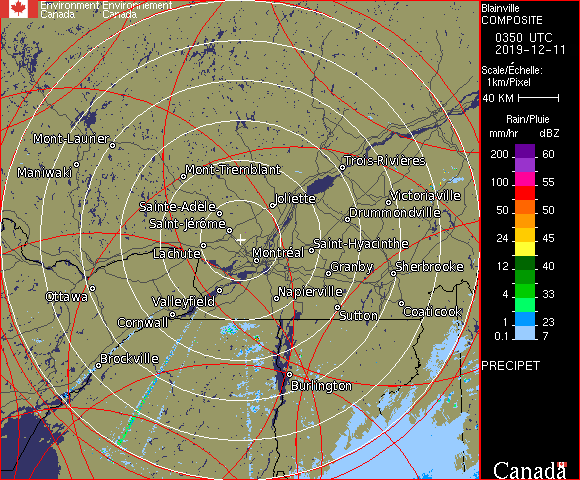 Environment Environnement
Canada Canada
Blainville
COMPOSITE
0350 UTC
2019-12-11
Scale/Échelle:
1km/Pixel
40 KM
Rain/Pluie
mm/hr dBZ
200 60
100 55
50 50
24 45
12 40
4 33
1 23
0.1 7
PRECIPET
Mont-Laurier
Maniwaki
Mont-Tremblant
Trois-Rivières
Joliette
Victoriaville
Sainte-Adèle
Drummondville
Saint-Jérôme
Lachute
Montréal
Saint-Hyacinthe
Granby
Sherbrooke
Ottawa
Valleyfield
Napierville
Cornwall
Sutton
Coaticook
Brockville
Burlington
Canada